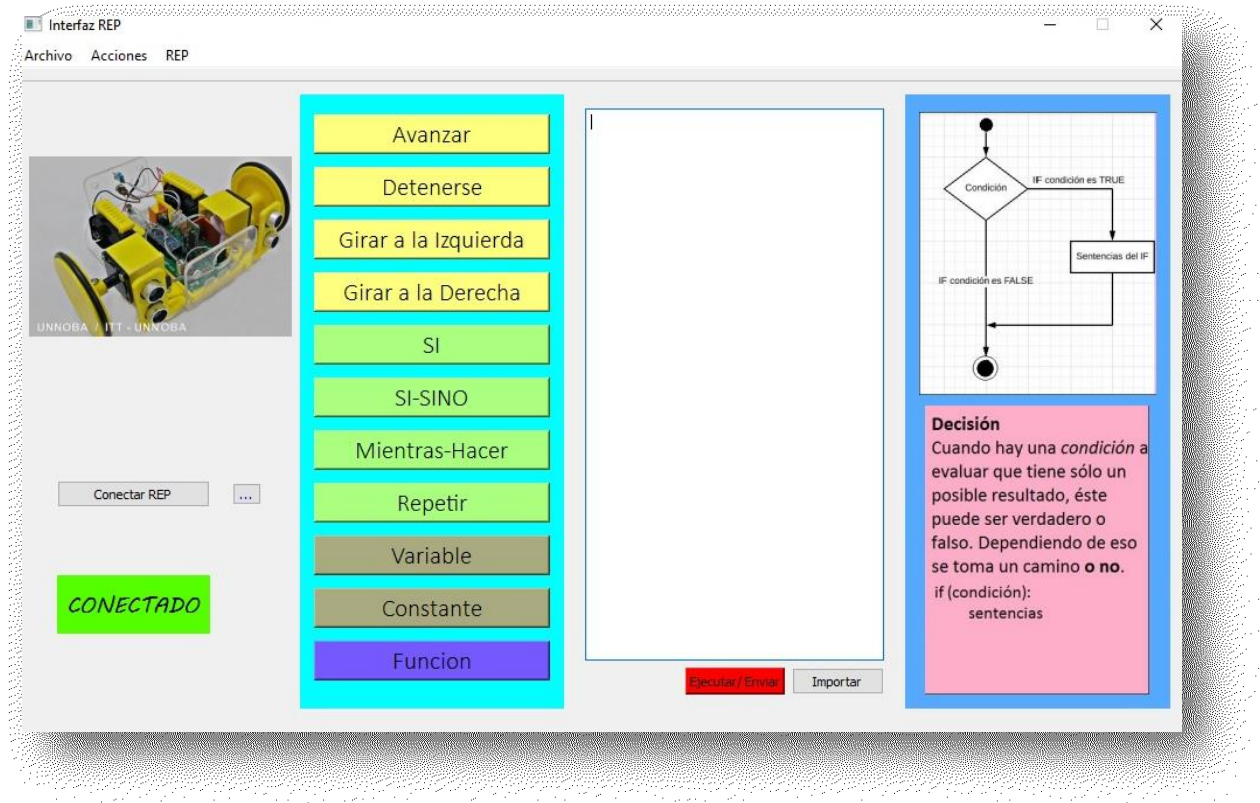 Interfaz REP
Archivo Acciones REP
UNNOBA / ITT - UNNOBA
Conectar REP
...
CONECTADO
Avanzar
Detenerse
Girar a la Izquierda
Girar a la Derecha
SI
SI-SINO
Mientras-Hacer
Repetir
Variable
Constante
Funcion
Ejecutar/ Enviar
Importar
Condición
IF condición es TRUE
Sentencias del IF
IF condición es FALSE
Decisión
Cuando hay una condición a
evaluar que tiene sólo un
posible resultado, éste
puede ser verdadero o
falso. Dependiendo de eso
se toma un camino o no.
if (condición):
sentencias